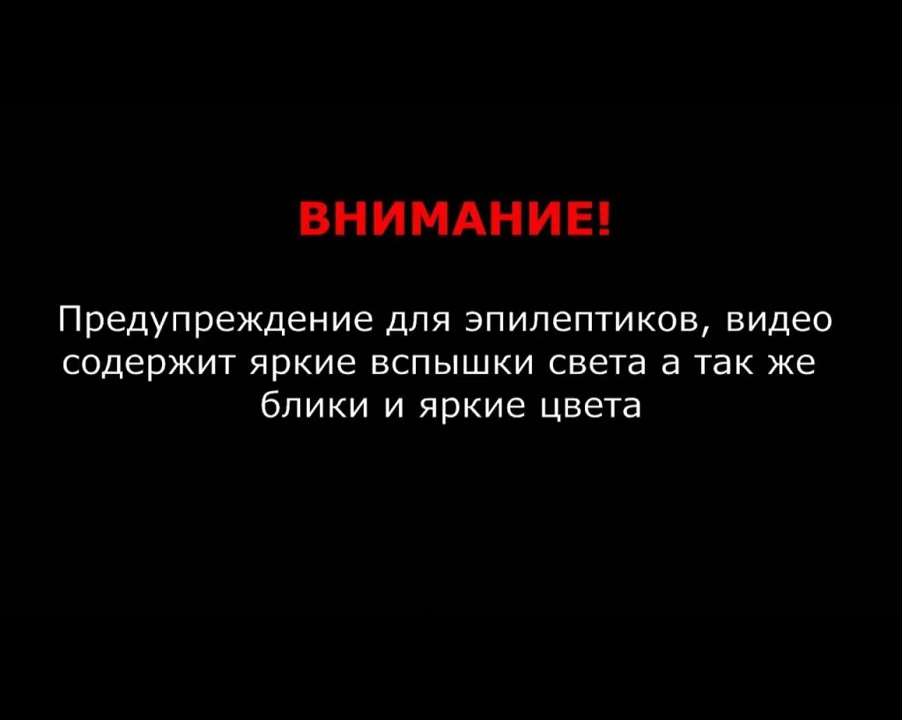 ВНИМАНИЕ!
Предупреждение для эпилептиков, видео
содержит яркие вспышки света а так же
блики и яркие цвета